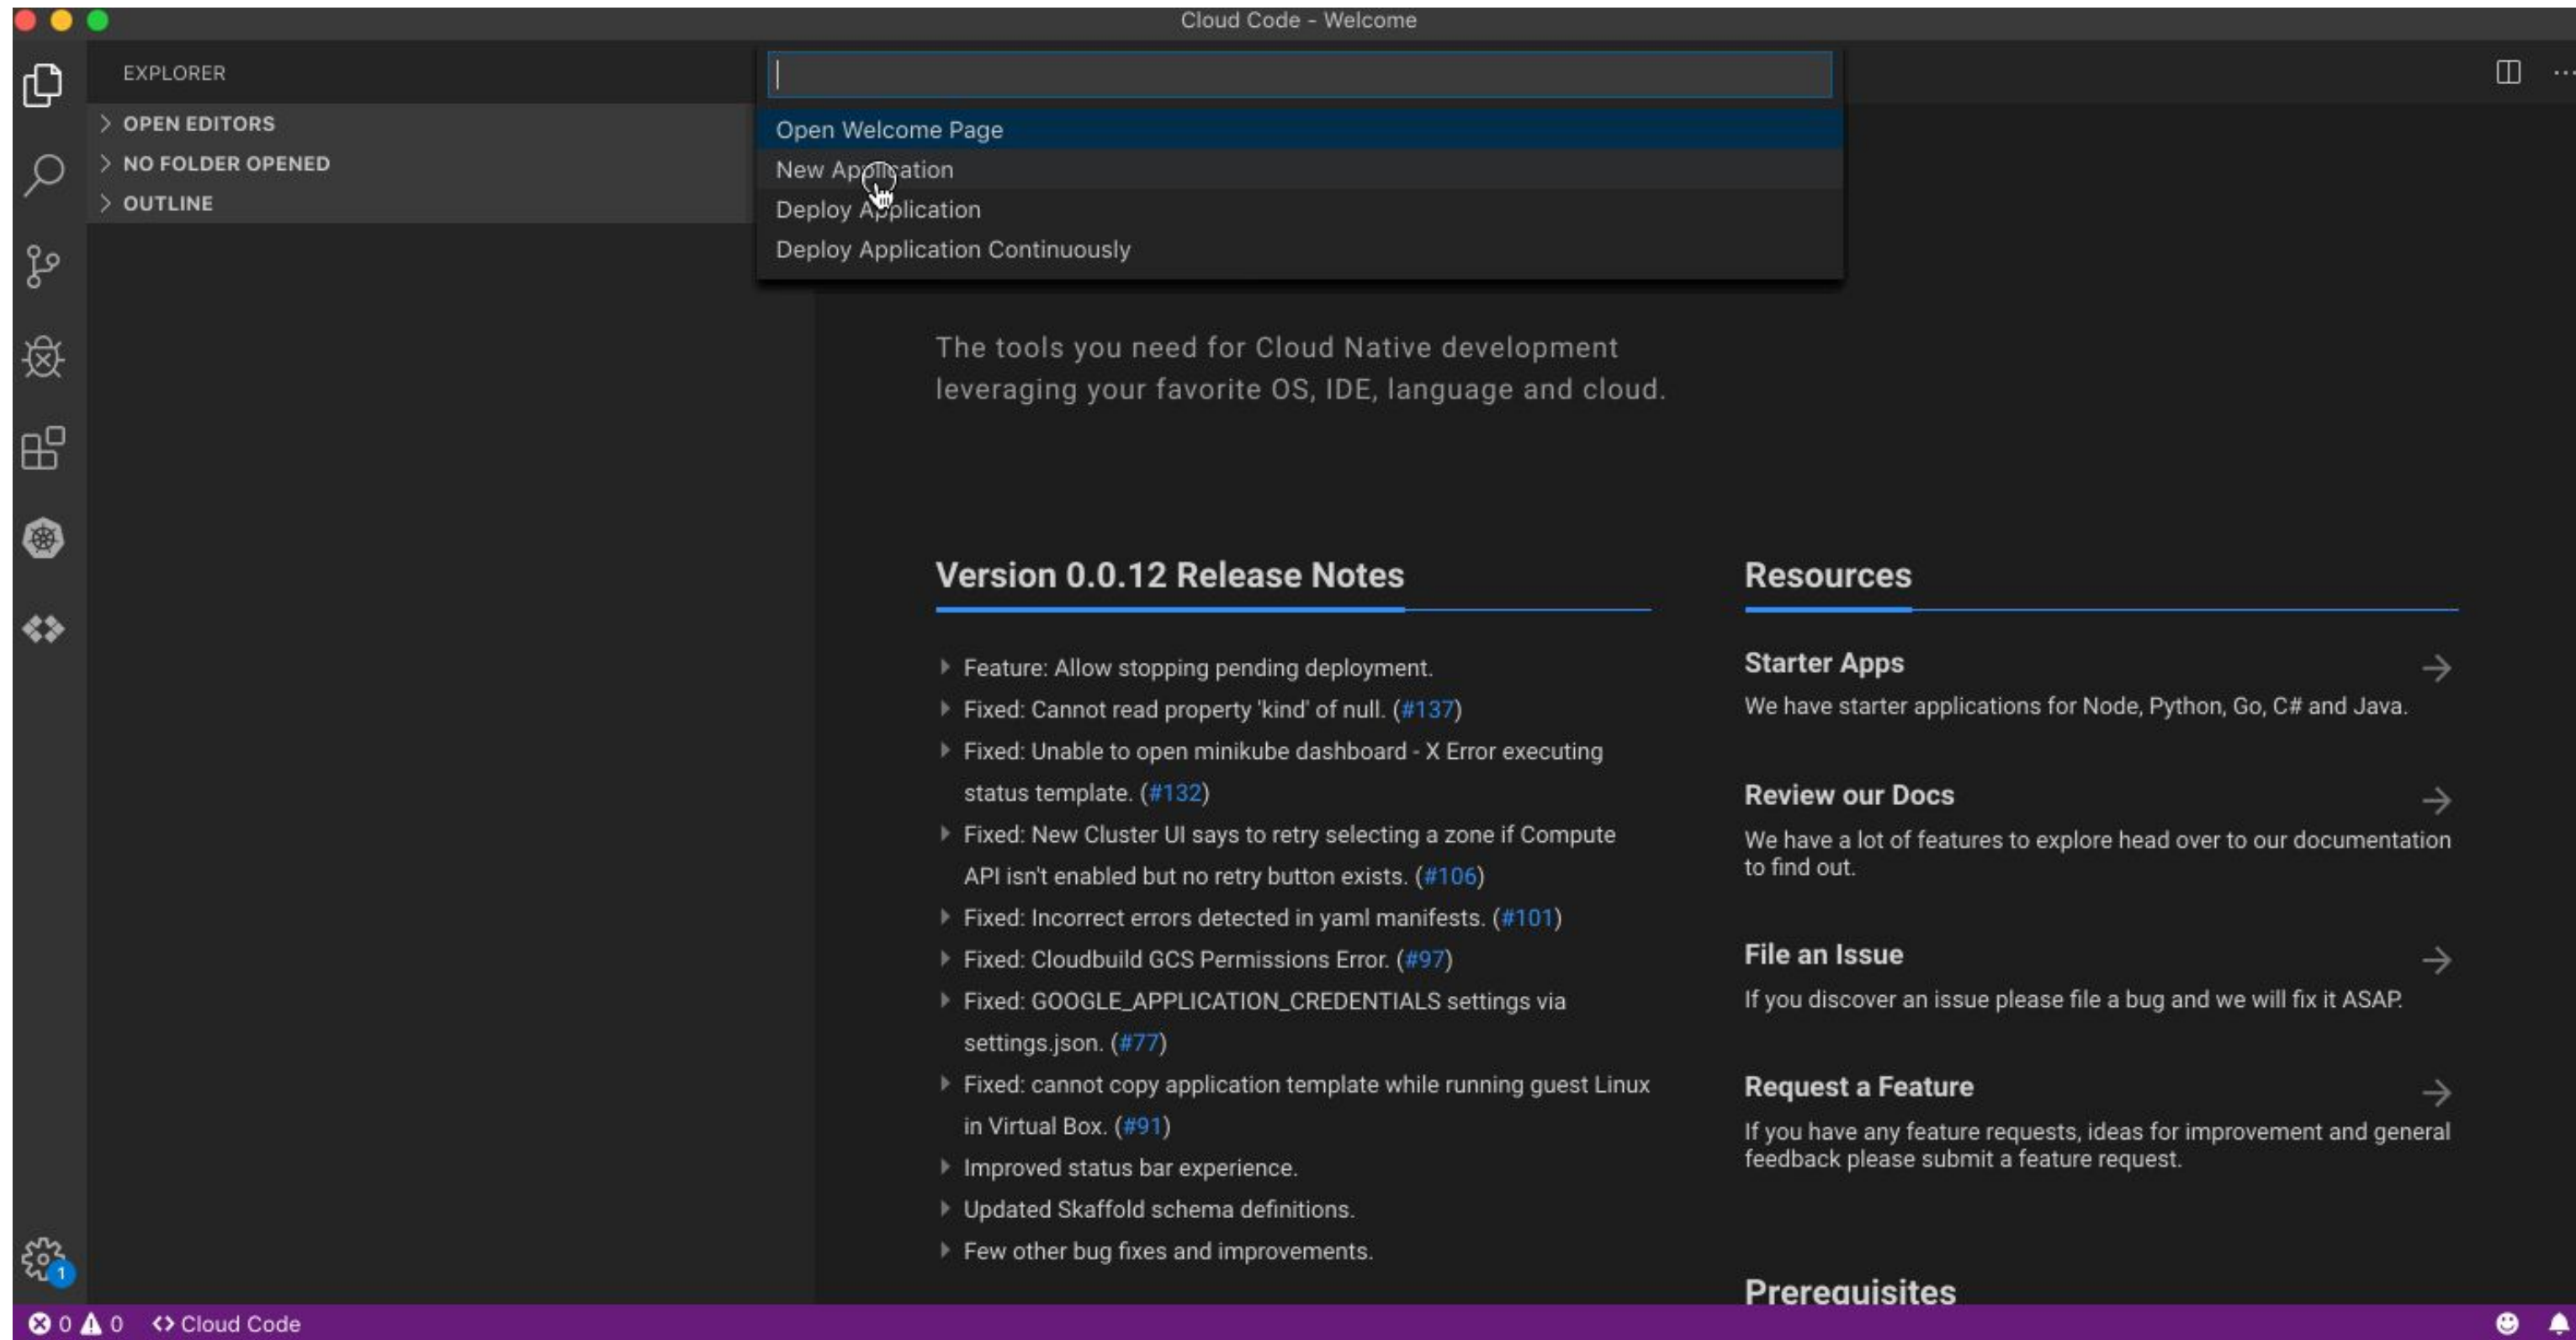 Cloud Code - Welcome
EXPLORER
OPEN EDITORS
NO FOLDER OPENED
OUTLINE
Open Welcome Page
New Application
Deploy Application
Deploy Application Continuously
The tools you need for Cloud Native development
leveraging your favorite OS, IDE, language and cloud.
Version 0.0.12 Release Notes
Feature: Allow stopping pending deployment.
Fixed: Cannot read property 'kind' of null. (#137)
Fixed: Unable to open minikube dashboard - X Error executing
status template. (#132)
Fixed: New Cluster UI says to retry selecting a zone if Compute
API isn't enabled but no retry button exists. (#106)
Fixed: Incorrect errors detected in yaml manifests. (#101)
Fixed: Cloudbuild GCS Permissions Error. (#97)
Fixed: GOOGLE_APPLICATION_CREDENTIALS settings via
settings.json. (#77)
Fixed: cannot copy application template while running guest Linux
in Virtual Box. (#91)
Improved status bar experience.
Updated Skaffold schema definitions.
Few other bug fixes and improvements.
Resources
Starter Apps
We have starter applications for Node, Python, Go, C# and Java.
Review our Docs
We have a lot of features to explore head over to our documentation
to find out.
File an Issue
If you discover an issue please file a bug and we will fix it ASAP.
Request a Feature
If you have any feature requests, ideas for improvement and general
feedback please submit a feature request.
Prerequisites
1
0 0 <> Cloud Code